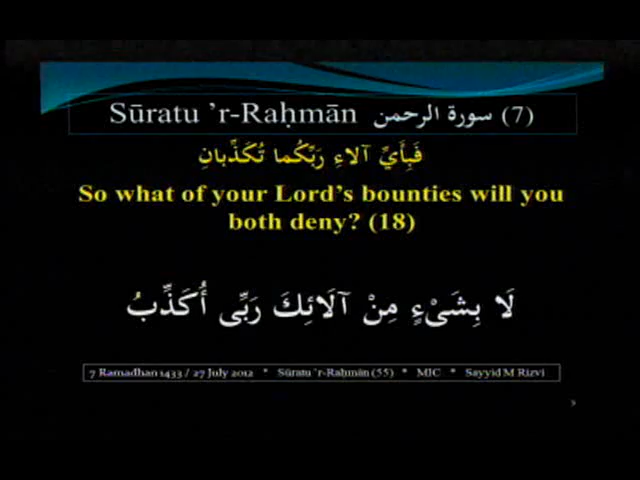 Sūratu ’r-Raḥmān سورة الرحمن (7)
فَبِأَيِّ آلاءِ رَبِّكُما تُكَذِّبانِ
So what of your Lord’s bounties will you
both deny? (18)
لَا بِشَىْءٍ مِنْ آلَائِكَ رَبِّى أُكَذِّبُ
7 Ramadhan 1433 / 27 July 2012 * Sūratu ’r-Raḥmān (55) * MIC * Sayyid M Rizvi